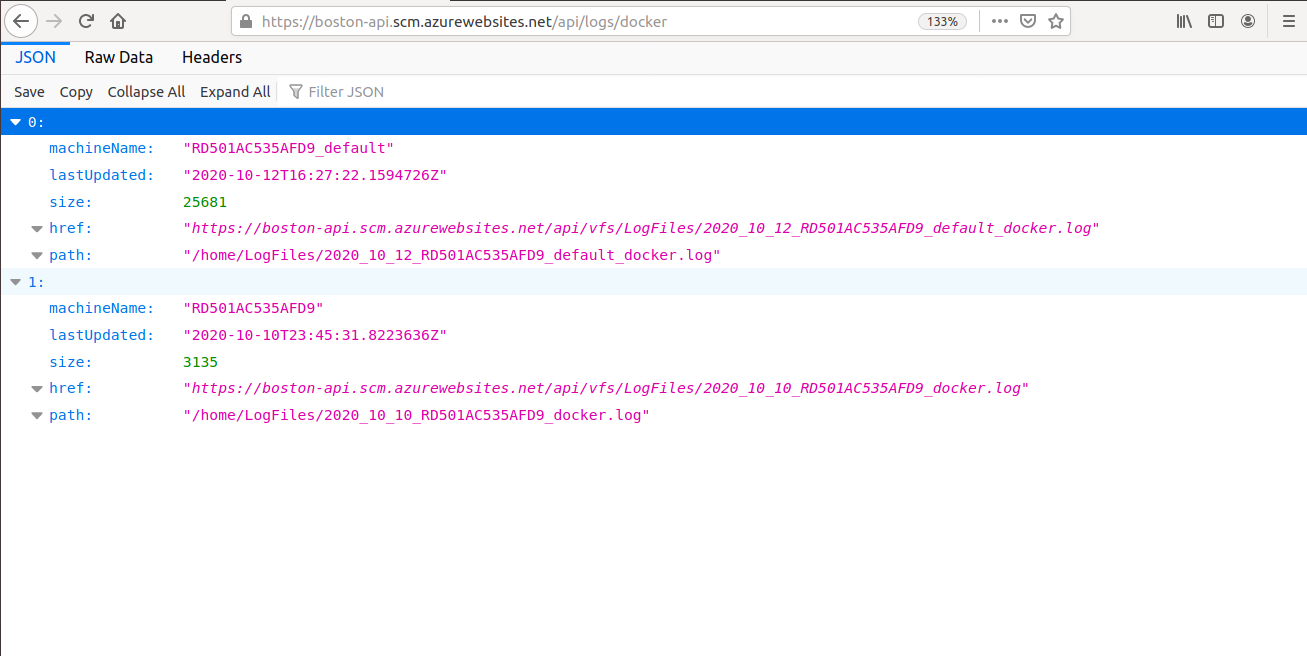 https://boston-api.scm.azurewebsites.net/api/logs/docker 133%
JSON Raw Data Headers
Save Copy Collapse All Expand All Filter JSON
0:
machineName: "RD501AC535AFD9_default"
lastUpdated: "2020-10-12T16:27:22.1594726Z"
size: 25681
href: "https://boston-api.scm.azurewebsites.net/api/vfs/LogFiles/2020_10_12_RD501AC535AFD9_default_docker.log"
path: "/home/LogFiles/2020_10_12_RD501AC535AFD9_default_docker.log"
1:
machineName: "RD501AC535AFD9"
lastUpdated: "2020-10-10T23:45:31.8223636Z"
size: 3135
href: "https://boston-api.scm.azurewebsites.net/api/vfs/LogFiles/2020_10_10_RD501AC535AFD9_docker.log"
path: "/home/LogFiles/2020_10_10_RD501AC535AFD9_docker.log"